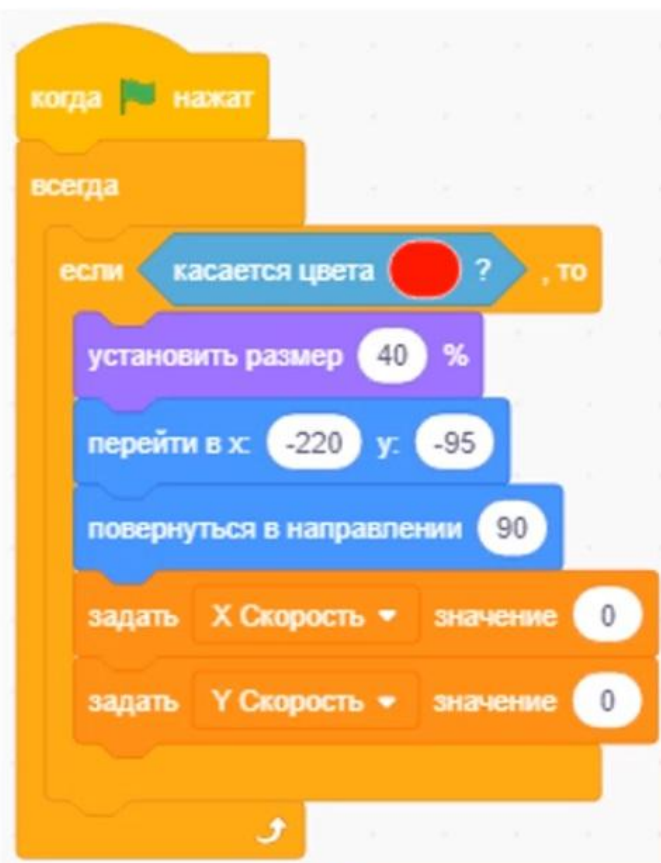 когда нажат
всегда
если касается цвета ? , то
установить размер 40 %
перейти в x: -220 y: -95
повернуться в направлении 90
задать X Скорость значение 0
задать Y Скорость значение 0